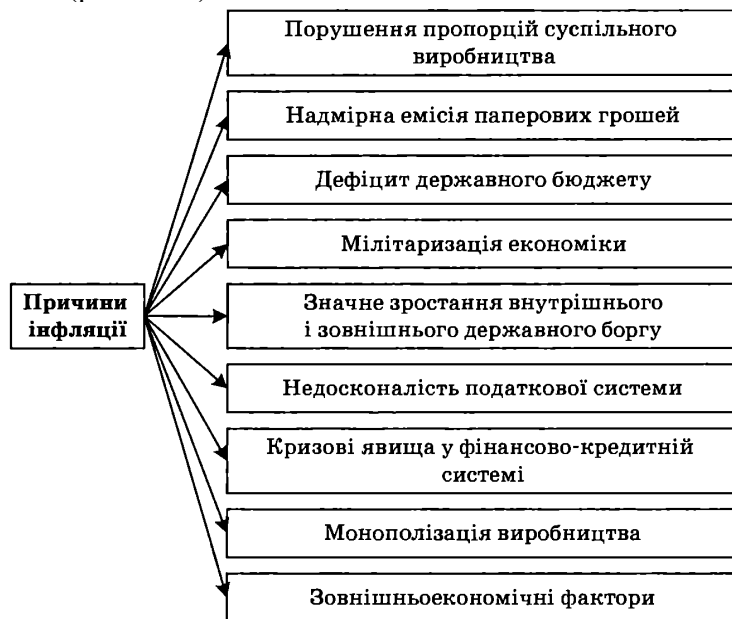 Порушення пропорцій суспільного
виробництва
Надмірна емісія паперових грошей
Дефіцит державного бюджету
Мілітаризація економіки
Причини
інфляції
Значне зростання внутрішнього
і зовнішнього державного боргу
Недосконалість податкової системи
Кризові явища у фінансово-кредитній
системі
Монополізація виробництва
Зовнішньоекономічні фактори